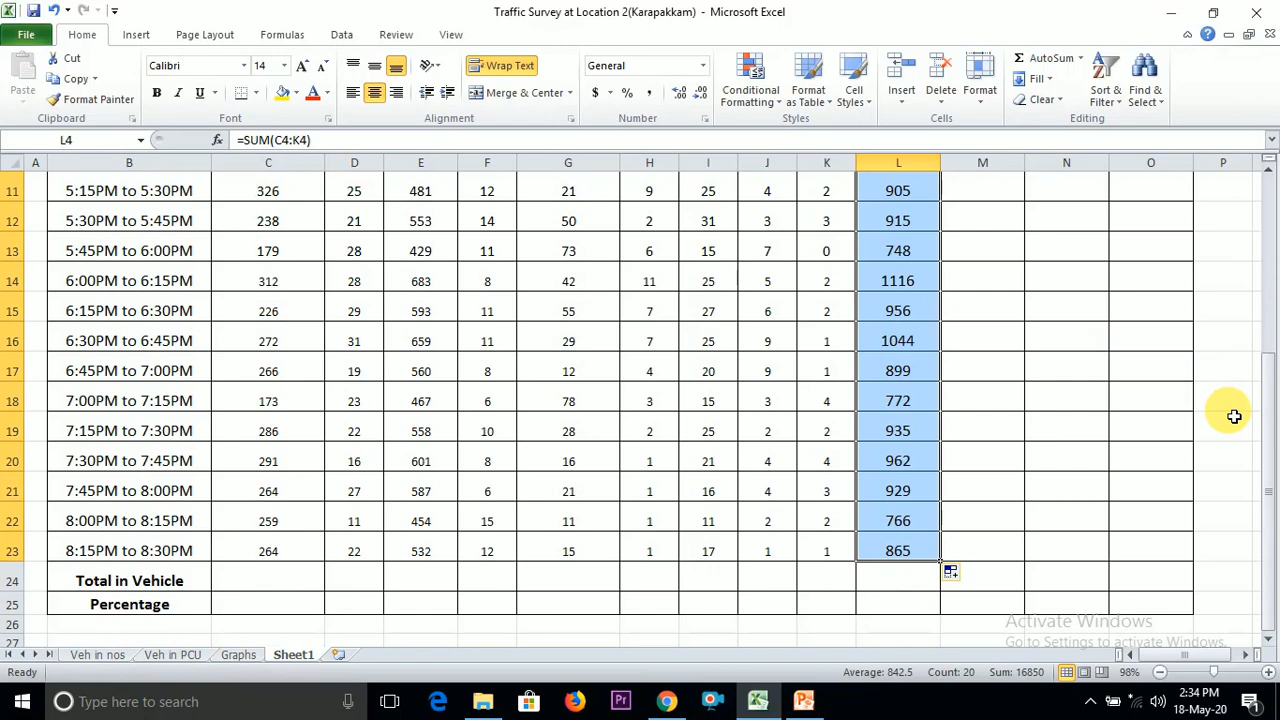 Traffic Survey at Location 2(Karapakkam) - Microsoft Excel
File Home Insert Page Layout Formulas Data Review View
Paste Cut Copy Format Painter Clipboard
Calibri 14 A A B I U A Font
Wrap Text Merge & Center Alignment
General $ % , .0 .00 .00 .0 Number
Conditional Formatting Format as Table Cell Styles Styles
Insert Delete Format Cells
Σ AutoSum Fill Clear Sort & Filter Find & Select Editing
L4 fx =SUM(C4:K4)
A B C D E F G H I J K L M N O P
11 5:15PM to 5:30PM 326 25 481 12 21 9 25 4 2 905
12 5:30PM to 5:45PM 238 21 553 14 50 2 31 3 3 915
13 5:45PM to 6:00PM 179 28 429 11 73 6 15 7 0 748
14 6:00PM to 6:15PM 312 28 683 8 42 11 25 5 2 1116
15 6:15PM to 6:30PM 226 29 593 11 55 7 27 6 2 956
16 6:30PM to 6:45PM 272 31 659 11 29 7 25 9 1 1044
17 6:45PM to 7:00PM 266 19 560 8 12 4 20 9 1 899
18 7:00PM to 7:15PM 173 23 467 6 78 3 15 3 4 772
19 7:15PM to 7:30PM 286 22 558 10 28 2 25 2 2 935
20 7:30PM to 7:45PM 291 16 601 8 16 1 21 4 4 962
21 7:45PM to 8:00PM 264 27 587 6 21 1 16 4 3 929
22 8:00PM to 8:15PM 259 11 454 15 11 1 11 2 2 766
23 8:15PM to 8:30PM 264 22 532 12 15 1 17 1 1 865
24 Total in Vehicle
25 Percentage
26
27
Activate Windows
Go to Settings to activate Windows.
Veh in nos Veh in PCU Graphs Sheet1
Ready Average: 842.5 Count: 20 Sum: 16850 98%
Type here to search
2:34 PM
18-May-20